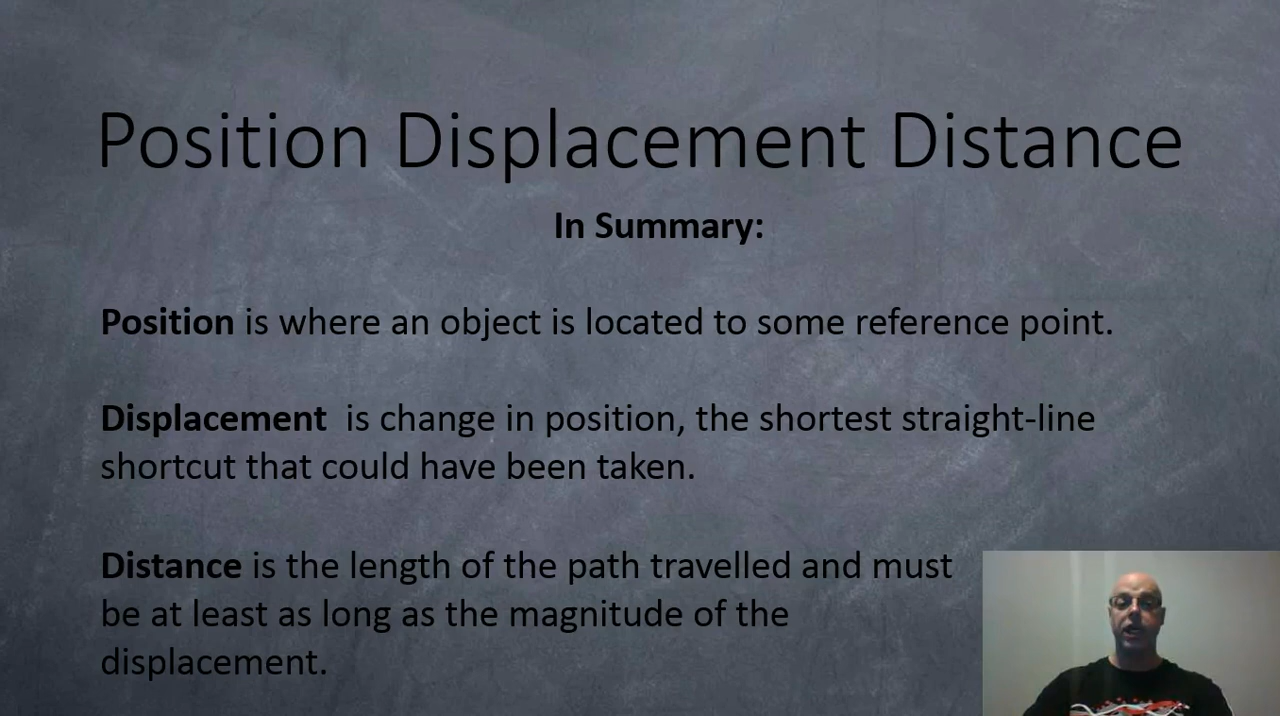 Position Displacement Distance
In Summary:
Position is where an object is located to some reference point.
Displacement  is change in position, the shortest straight-line
shortcut that could have been taken.
Distance is the length of the path travelled and must
be at least as long as the magnitude of the
displacement.